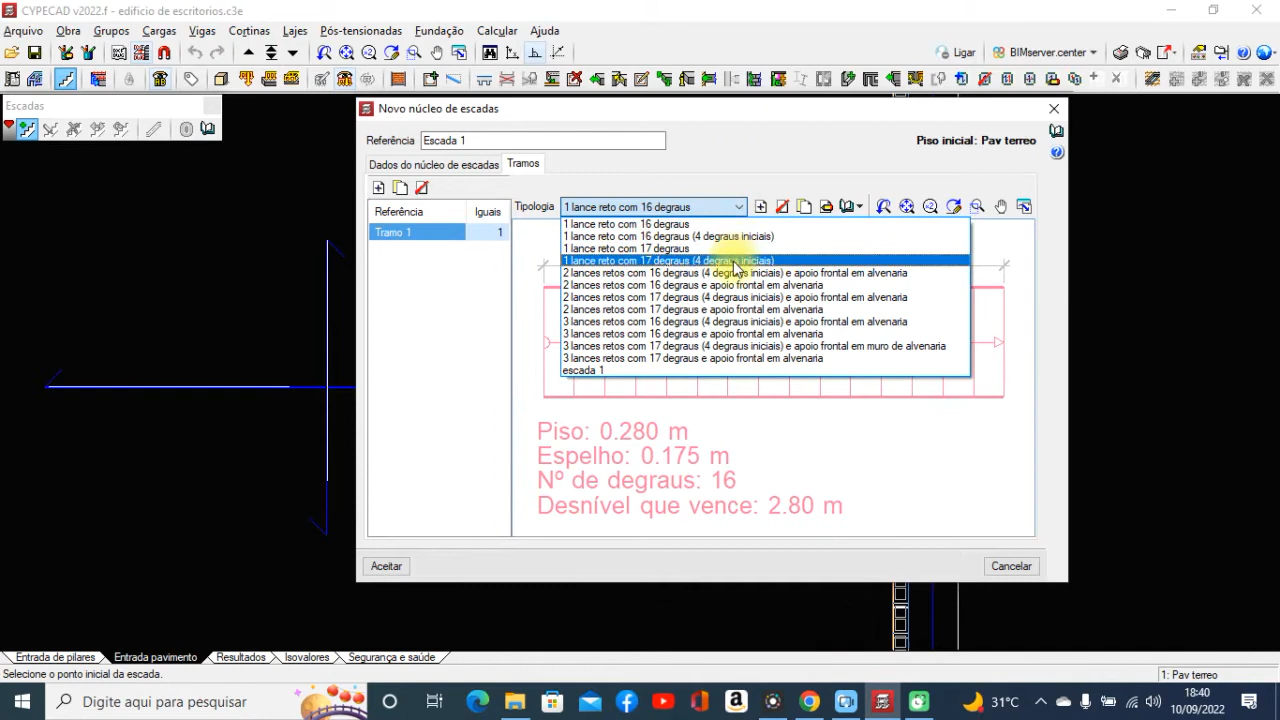 CYPECAD v2022.f - edificio de escritorios.c3e
Arquivo Obra Grupos Cargas Vigas Cortinas Lajes Pós-tensionadas Fundação Calcular Ajuda
Ligar BIMserver.center
Escadas
Novo núcleo de escadas
Referência Escada 1 Piso inicial: Pav terreo
Dados do núcleo de escadas Tramos
Referência Iguais
Tramo 1 1
Tipologia 1 lance reto com 16 degraus
1 lance reto com 16 degraus
1 lance reto com 16 degraus (4 degraus iniciais)
1 lance reto com 17 degraus
1 lance reto com 17 degraus (4 degraus iniciais)
2 lances retos com 16 degraus (4 degraus iniciais) e apoio frontal em alvenaria
2 lances retos com 16 degraus e apoio frontal em alvenaria
2 lances retos com 17 degraus (4 degraus iniciais) e apoio frontal em alvenaria
2 lances retos com 17 degraus e apoio frontal em alvenaria
3 lances retos com 16 degraus (4 degraus iniciais) e apoio frontal em alvenaria
3 lances retos com 16 degraus e apoio frontal em alvenaria
3 lances retos com 17 degraus (4 degraus iniciais) e apoio frontal em muro de alvenaria
3 lances retos com 17 degraus e apoio frontal em alvenaria
escada 1
Piso: 0.280 m
Espelho: 0.175 m
Nº de degraus: 16
Desnível que vence: 2.80 m
Aceitar Cancelar
Entrada de pilares Entrada pavimento Resultados Isovalores Segurança e saúde
Selecione o ponto inicial da escada. 1: Pav terreo
Digite aqui para pesquisar 31°C 18:40
10/09/2022